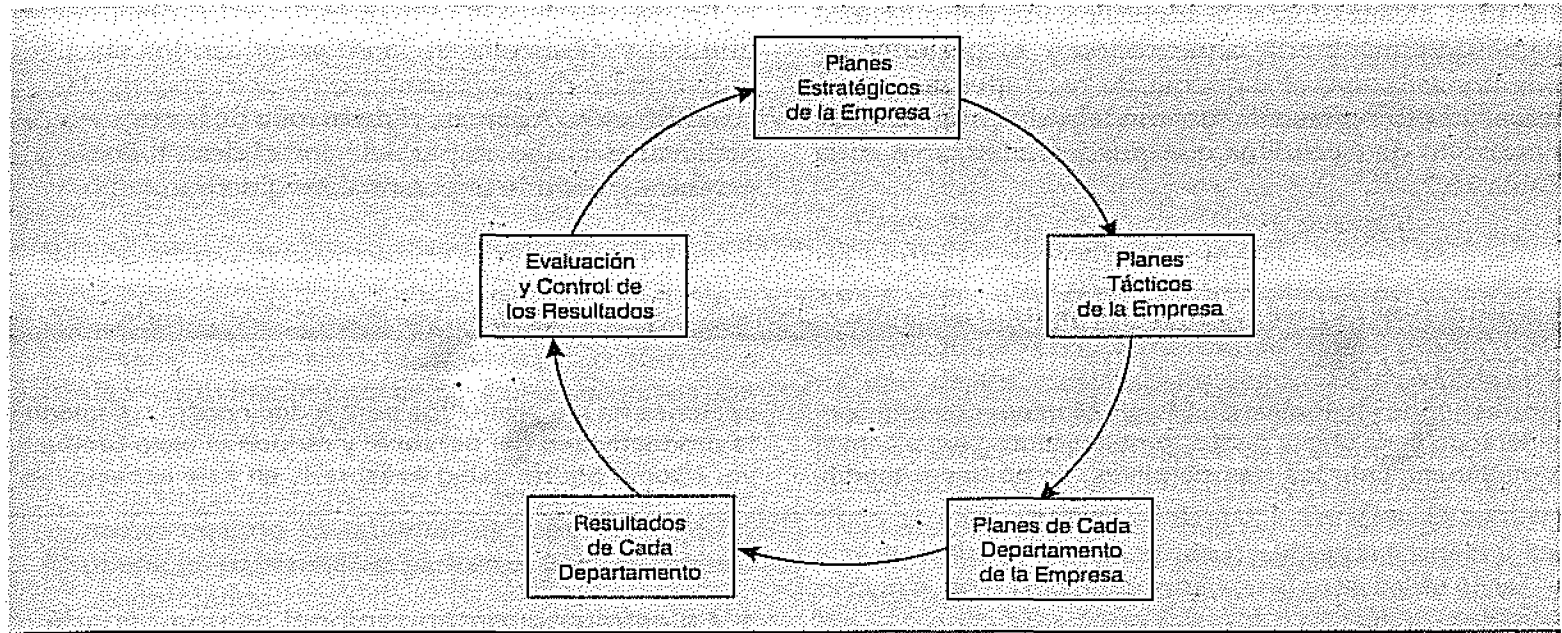 Planes
Estratégicos
de la Empresa
Planes
Tácticos
de la Empresa
Planes de Cada
Departamento
de la Empresa
Resultados
de Cada
Departamento
Evaluación
y Control de
los Resultados